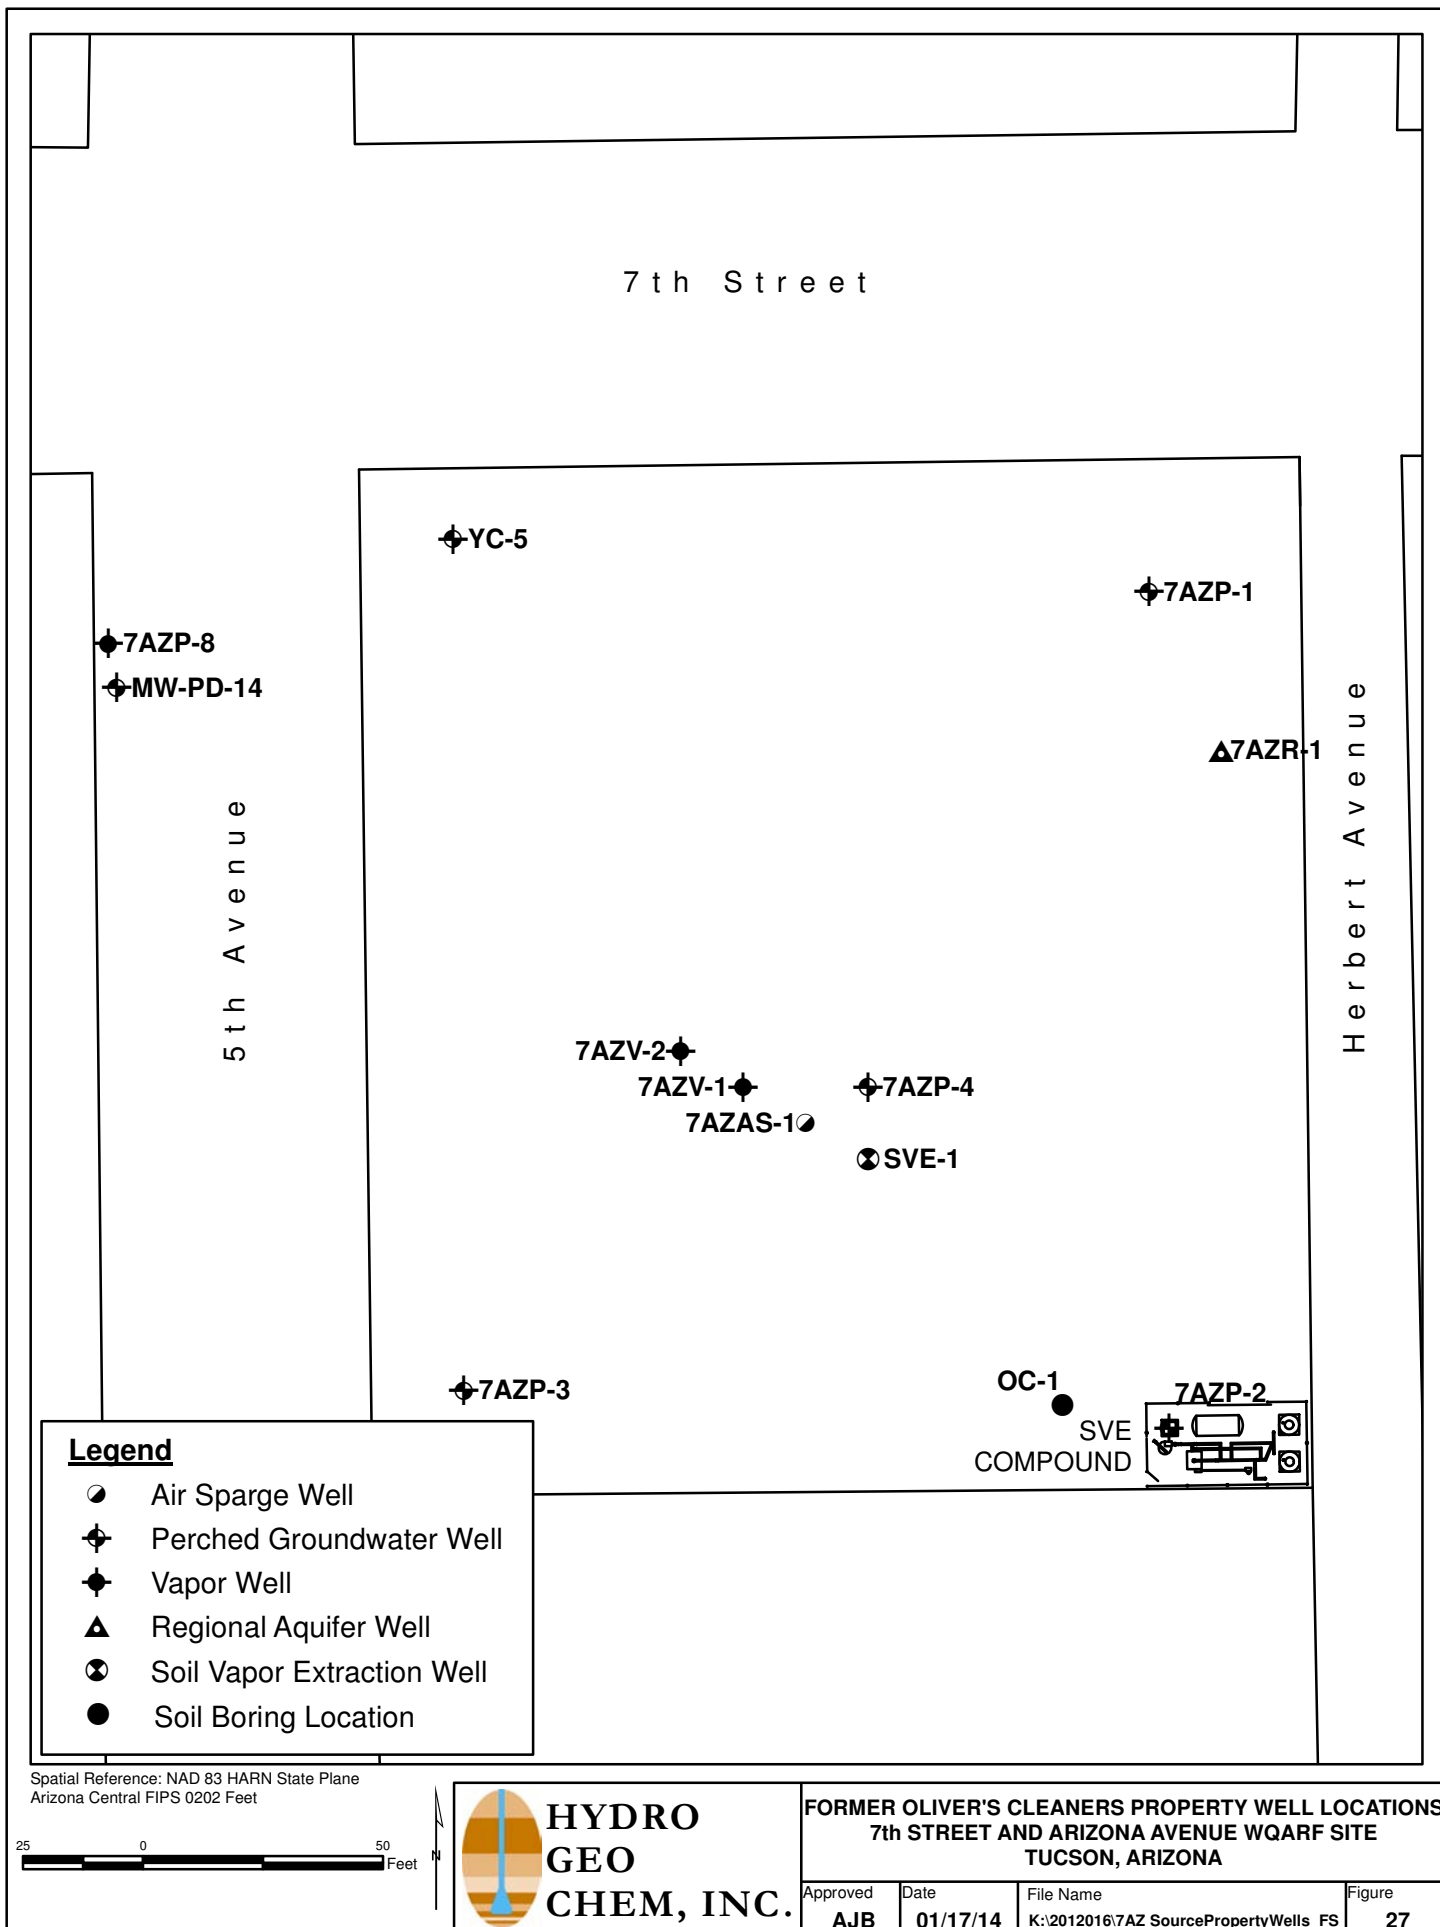 7th Street
YC-5
7AZP-1
7AZP-8
MW-PD-14
7AZR-1
5th Avenue
Herbert Avenue
7AZV-2
7AZV-1
7AZP-4
7AZAS-1
SVE-1
7AZP-3
OC-1
7AZP-2
SVE
COMPOUND
Legend
Air Sparge Well
Perched Groundwater Well
Vapor Well
Regional Aquifer Well
Soil Vapor Extraction Well
Soil Boring Location
Spatial Reference: NAD 83 HARN State Plane
Arizona Central FIPS 0202 Feet
25 0 50
Feet
N
HYDRO
GEO
CHEM, INC.
FORMER OLIVER'S CLEANERS PROPERTY WELL LOCATIONS
7th STREET AND ARIZONA AVENUE WQARF SITE
TUCSON, ARIZONA
Approved Date File Name Figure
AJB 01/17/14 K:\2012016\7AZ SourcePropertyWells_FS 27